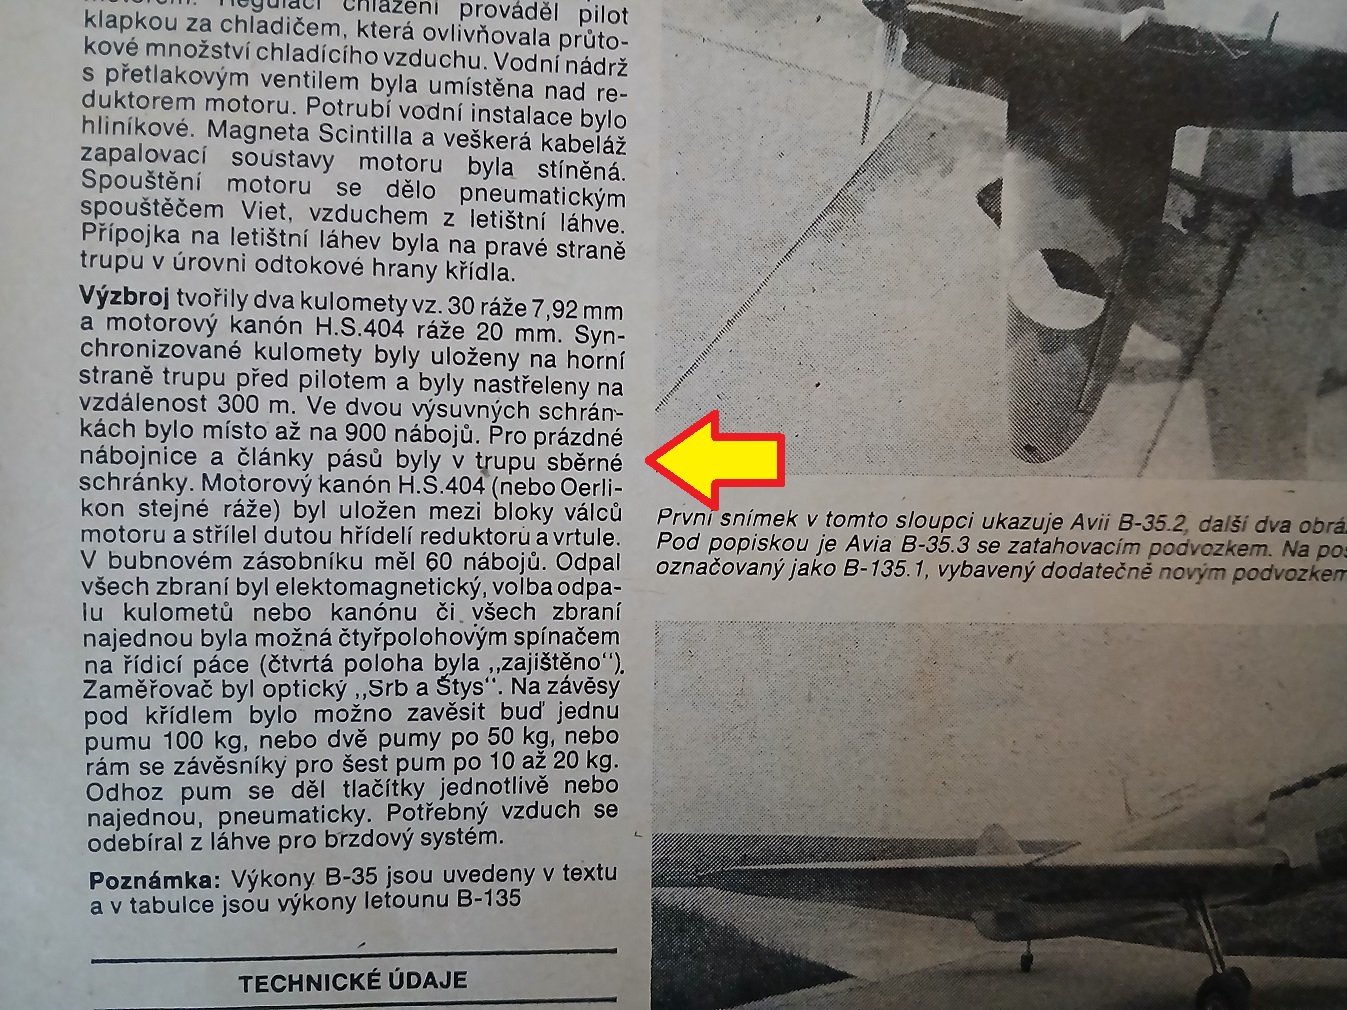 motorem. Regulaci chlazení prováděl pilot
klapkou za chladičem, která ovlivňovala průto-
kové množství chladícího vzduchu. Vodní nádrž
s přetlakovým ventilem byla umístěna nad re-
duktorem motoru. Potrubí vodní instalace bylo
hliníkové. Magneta Scintilla a veškerá kabeláž
zapalovací soustavy motoru byla stíněná.
Spouštění motoru se dělo pneumatickým
spouštěčem Viet, vzduchem z letištní láhve.
Přípojka na letištní láhev byla na pravé straně
trupu v úrovni odtokové hrany křídla.
Výzbroj tvořily dva kulomety vz. 30 ráže 7,92 mm
a motorový kanón H.S.404 ráže 20 mm. Syn-
chronizované kulomety byly uloženy na horní
straně trupu před pilotem a byly nastřeleny na
vzdálenost 300 m. Ve dvou výsuvných schrán-
kách bylo místo až na 900 nábojů. Pro prázdné
nábojnice a články pásů byly v trupu sběrné
schránky. Motorový kanón H.S.404 (nebo Oerli-
kon stejné ráže) byl uložen mezi bloky válců
motoru a střílel dutou hřídelí reduktoru a vrtule.
V bubnovém zásobníku měl 60 nábojů. Odpal
všech zbraní byl elektomagnetický, volba odpa-
lu kulometů nebo kanónu či všech zbraní
najednou byla možná čtyřpolohovým spínačem
na řídicí páce (čtvrtá poloha byla „zajištěno“).
Zaměřovač byl optický „Srb a Štys“. Na závěsy
pod křídlem bylo možno zavěsit buď jednu
pumu 100 kg, nebo dvě pumy po 50 kg, nebo
rám se závěsníky pro šest pum po 10 až 20 kg.
Odhoz pum se děl tlačítky jednotlivě nebo
najednou, pneumaticky. Potřebný vzduch se
odebíral z láhve pro brzdový systém.
Poznámka: Výkony B-35 jsou uvedeny v textu
a v tabulce jsou výkony letounu B-135
TECHNICKÉ ÚDAJE
První snímek v tomto sloupci ukazuje Avii B-35.2, další dva
Pod popiskou je Avia B-35.3 se zatahovacím podvozkem. Na
označovaný jako B-135.1, vybavený dodatečně novým podvozkem